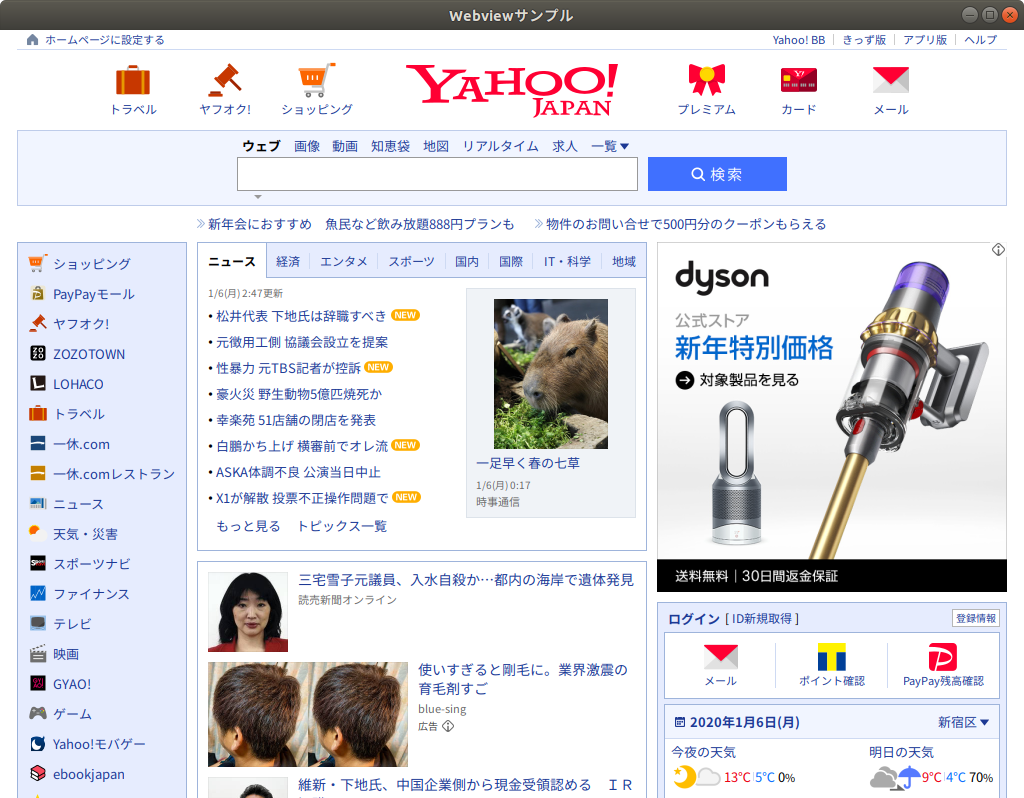 Webviewサンプル
ホームページに設定する
Yahoo! BB きっず版 アプリ版 ヘルプ
トラベル ヤフオク! ショッピング
YAHOO! JAPAN
プレミアム カード メール
ウェブ 画像 動画 知恵袋 地図 リアルタイム 求人 一覧▼
検索
新年会におすすめ 魚民など飲み放題888円プランも
物件のお問い合せで500円分のクーポンもらえる
ショッピング
PayPayモール
ヤフオク!
ZOZOTOWN
LOHACO
トラベル
一休.com
一休.comレストラン
ニュース
天気・災害
スポーツナビ
ファイナンス
テレビ
映画
GYAO!
ゲーム
Yahoo!モバゲー
ebookjapan
ニュース 経済 エンタメ スポーツ 国内 国際 IT・科学 地域
1/6(月) 2:47更新
・松井代表 下地氏は辞職すべき NEW
・元徴用工側 協議会設立を提案
・性暴力 元TBS記者が控訴 NEW
・豪火災 野生動物5億匹焼死か
・幸楽苑 51店舗の閉店を発表
・白鵬かち上げ 横審前でオレ流 NEW
・ASKA体調不良 公演当日中止
・X1が解散 投票不正操作問題で NEW
もっと見る トピックス一覧
一足早く春の七草
1/6(月) 0:17
時事通信
三宅雪子元議員、入水自殺か…都内の海岸で遺体発見
読売新聞オンライン
使いすぎると剛毛に。業界激震の
育毛剤すご
blue-sing
広告
維新・下地氏、中国企業側から現金受領認める ＩＲ
dyson
公式ストア
新年特別価格
対象製品を見る
送料無料｜30日間返金保証
ログイン [ ID新規取得 ] 登録情報
メール ポイント確認 PayPay残高確認
2020年1月6日(月) 新宿区▼
今夜の天気 明日の天気
13℃ 5℃ 0% 9℃ 4℃ 70%